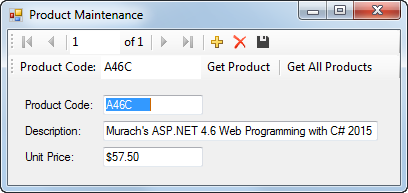 Product Maintenance
1 of 1
Product Code: A46C Get Product Get All Products
Product Code: A46C
Description: Murach's ASP.NET 4.6 Web Programming with C# 2015
Unit Price: $57.50